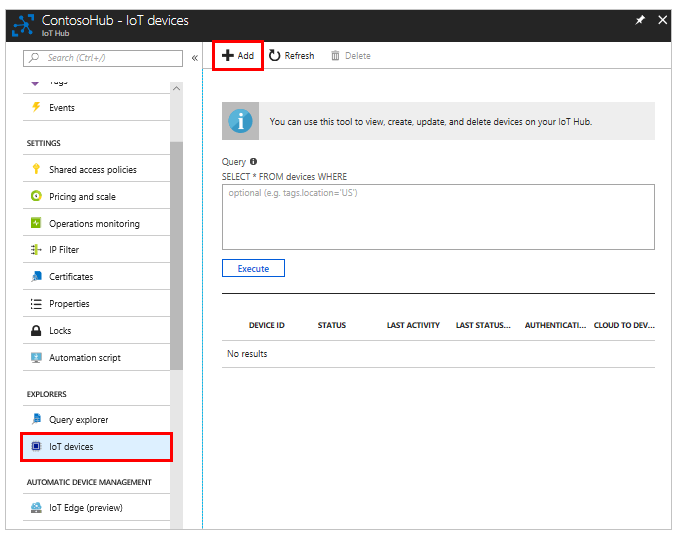 ContosoHub - IoT devices
IoT Hub
Search (Ctrl+/)
«
Add
Refresh
Delete
Tags
Events
SETTINGS
Shared access policies
Pricing and scale
Operations monitoring
IP Filter
Certificates
Properties
Locks
Automation script
EXPLORERS
Query explorer
IoT devices
AUTOMATIC DEVICE MANAGEMENT
IoT Edge (preview)
You can use this tool to view, create, update, and delete devices on your IoT Hub.
Query
SELECT * FROM devices WHERE
optional (e.g. tags.location='US')
Execute
DEVICE ID STATUS LAST ACTIVITY LAST STATUS... AUTHENTICATI... CLOUD TO DEV...
No results